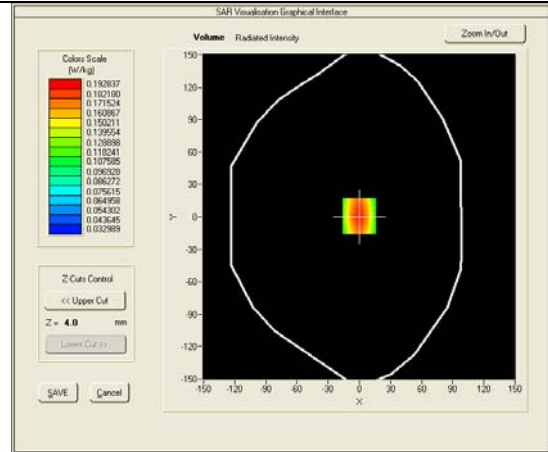 SAR Visualisation Graphical Interface
Volume Radiated Intensity
Zoom In/Out
Colors Scale
(W/kg)
0.192837
0.182180
0.171524
0.160867
0.150211
0.139554
0.128898
0.118241
0.107585
0.096928
0.086272
0.075615
0.064958
0.054302
0.043645
0.032989
Z Cuts Control
<< Upper Cut
Z = 4.0 mm
Lower Cut >>
SAVE Cancel
150
120
90
60
30
0
-30
-60
-90
-120
-150
Y
-150 -120 -90 -60 -30 0 30 60 90 120 150
X